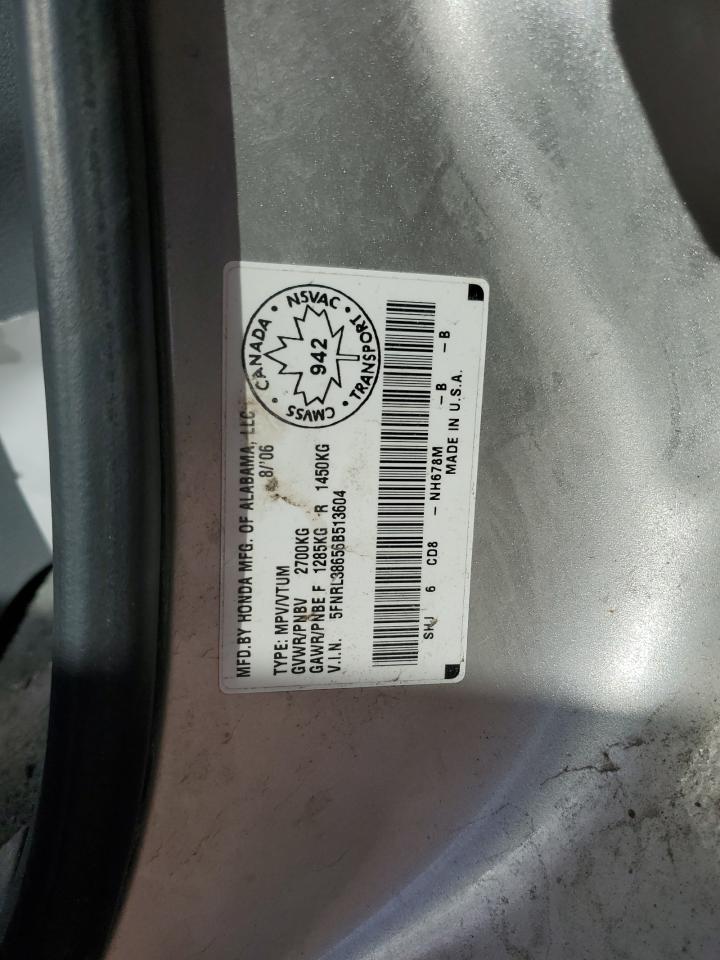 MFD.BY HONDA MFG. OF ALABAMA, LLC
8/'06
TYPE: MPV/VTUM
GVWR/PNBV 2700KG
GAWR/PNBE F 1285KG R 1450KG
V.I.N. 5FNRL38656B513604
CANADA • NSVAC • TRANSPORT • CMVSS •
942
SHJ 6 CD8 - NH678M -B -B
MADE IN U.S.A.